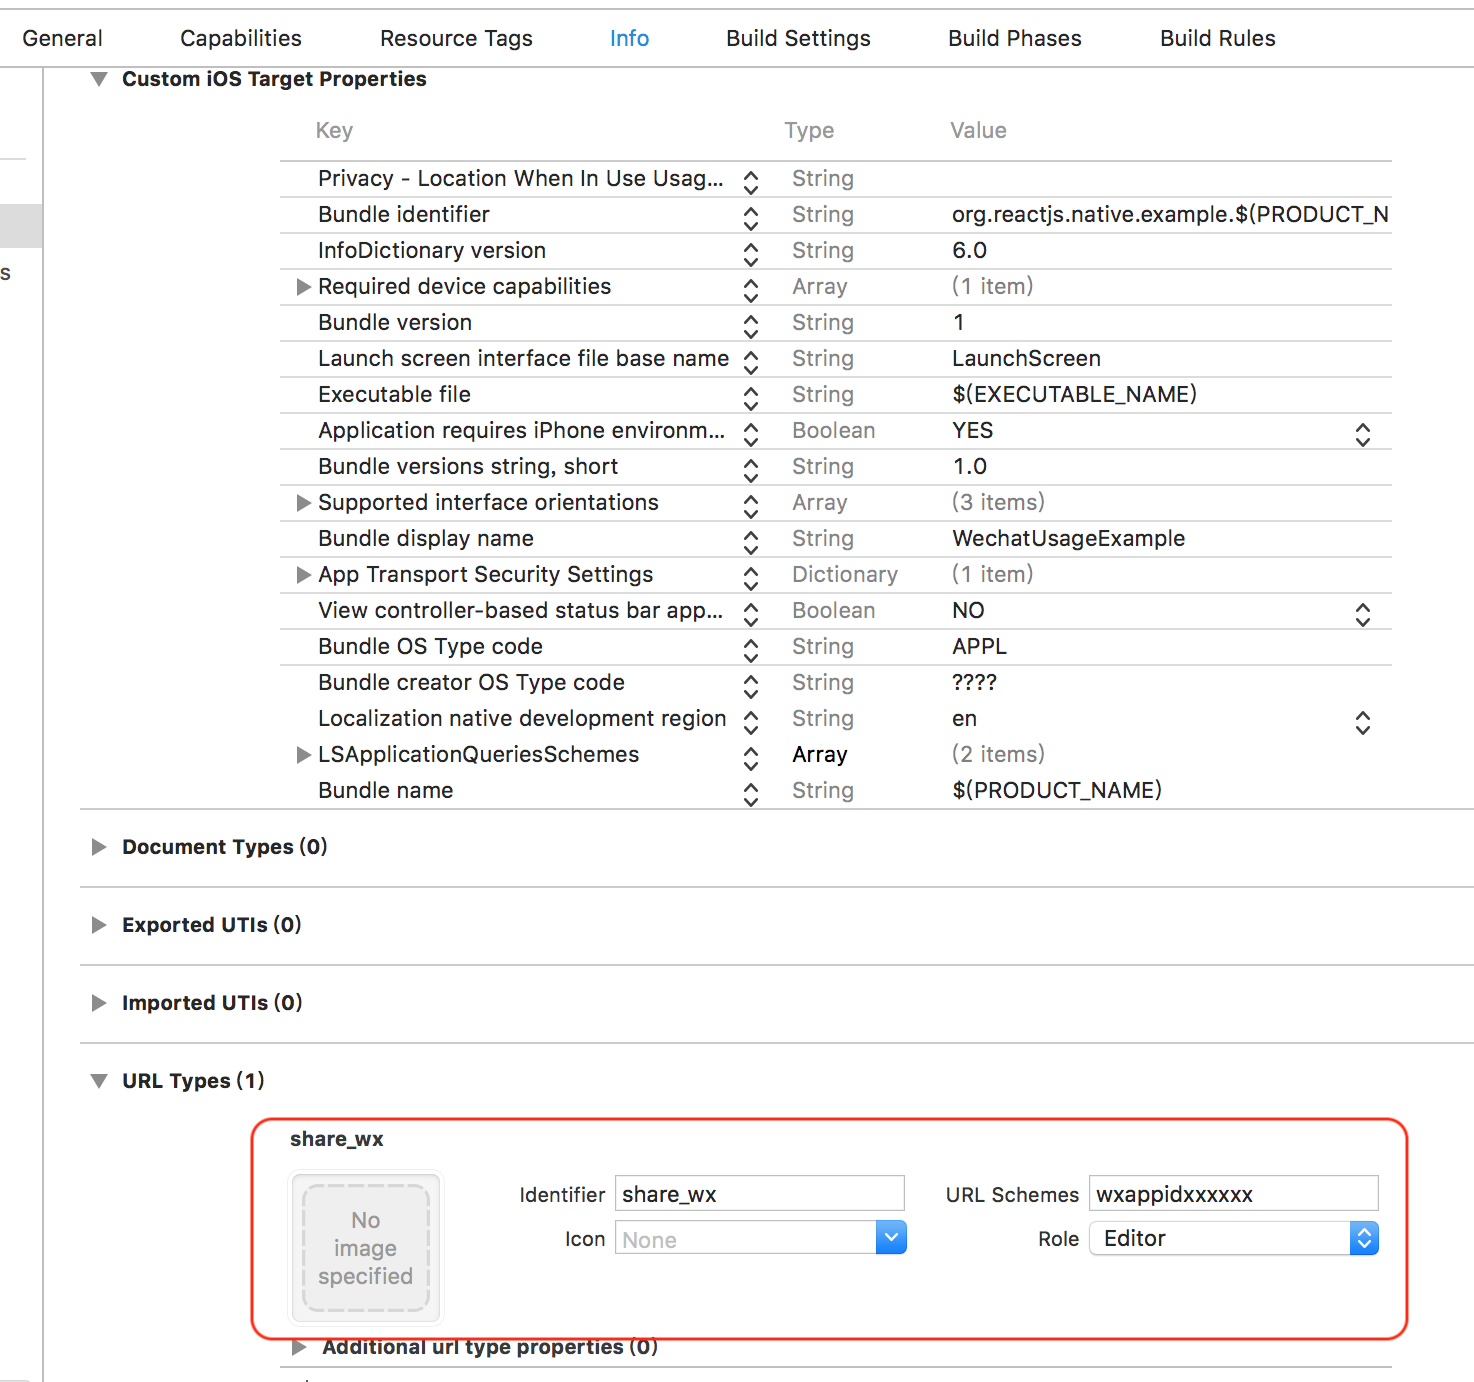 General Capabilities Resource Tags Info Build Settings Build Phases Build Rules
Custom iOS Target Properties
Key Type Value
Privacy - Location When In Use Usag... String
Bundle identifier String org.reactjs.native.example.$(PRODUCT_N
InfoDictionary version String 6.0
s
Required device capabilities Array (1 item)
Bundle version String 1
Launch screen interface file base name String LaunchScreen
Executable file String $(EXECUTABLE_NAME)
Application requires iPhone environm... Boolean YES
Bundle versions string, short String 1.0
Supported interface orientations Array (3 items)
Bundle display name String WechatUsageExample
App Transport Security Settings Dictionary (1 item)
View controller-based status bar app... Boolean NO
Bundle OS Type code String APPL
Bundle creator OS Type code String ????
Localization native development region String en
LSApplicationQueriesSchemes Array (2 items)
Bundle name String $(PRODUCT_NAME)
Document Types (0)
Exported UTIs (0)
Imported UTIs (0)
URL Types (1)
share_wx
No
image
specified
Identifier share_wx URL Schemes wxappidxxxxxx
Icon None Role Editor
Additional url type properties (0)